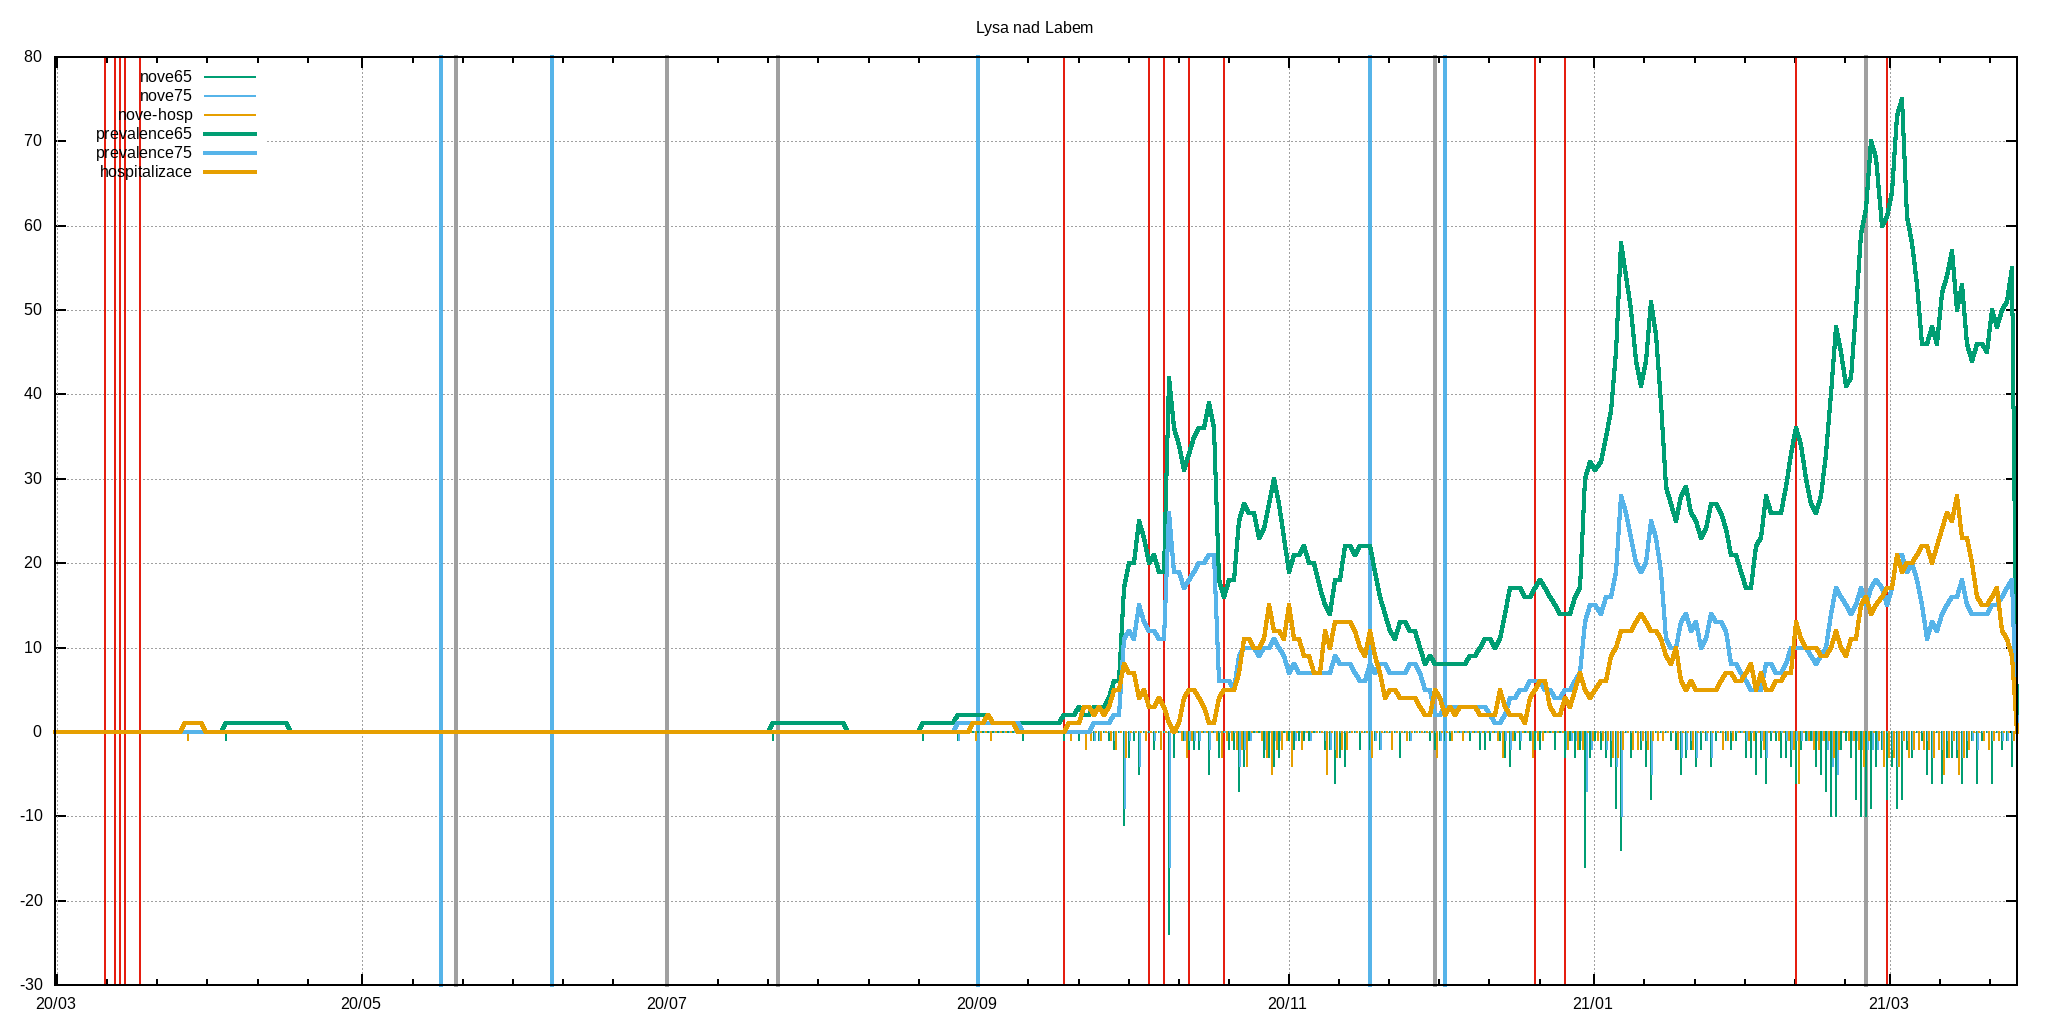 Lysa nad Labem
80
70
60
50
40
30
20
10
0
-10
-20
-30
nove65
nove75
nove-hosp
prevalence65
prevalence75
hospitalizace
20/03 20/05 20/07 20/09 20/11 21/01 21/03